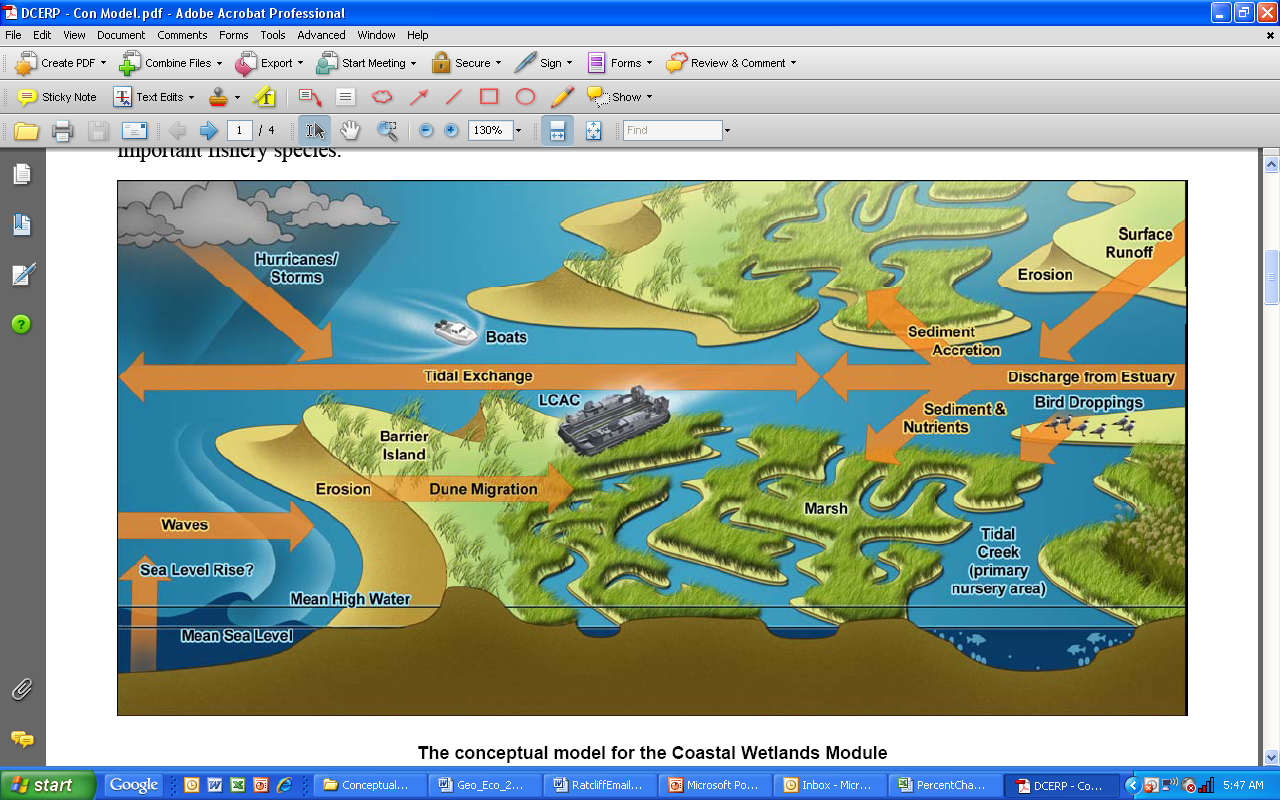 DCERP - Con Model.pdf - Adobe Acrobat Professional
File Edit View Document Comments Forms Tools Advanced Window Help
Create PDF Combine Files Export Start Meeting Secure Sign Forms Review & Comment
Sticky Note Text Edits Show
1 / 4 130% Find
important fishery species.
Hurricanes/
Storms
Surface
Runoff
Erosion
Boats
Sediment
Accretion
Tidal Exchange
Discharge from Estuary
LCAC
Bird Droppings
Sediment &
Nutrients
Barrier
Island
Erosion
Dune Migration
Marsh
Waves
Tidal
Creek
(primary
nursery area)
Sea Level Rise?
Mean High Water
Mean Sea Level
The conceptual model for the Coastal Wetlands Module
start Google Conceptual... Geo_Eco_2... RatcliffEmail... Microsoft Po... Inbox - Micr... PercentCha... DCERP - Co... 5:47 AM